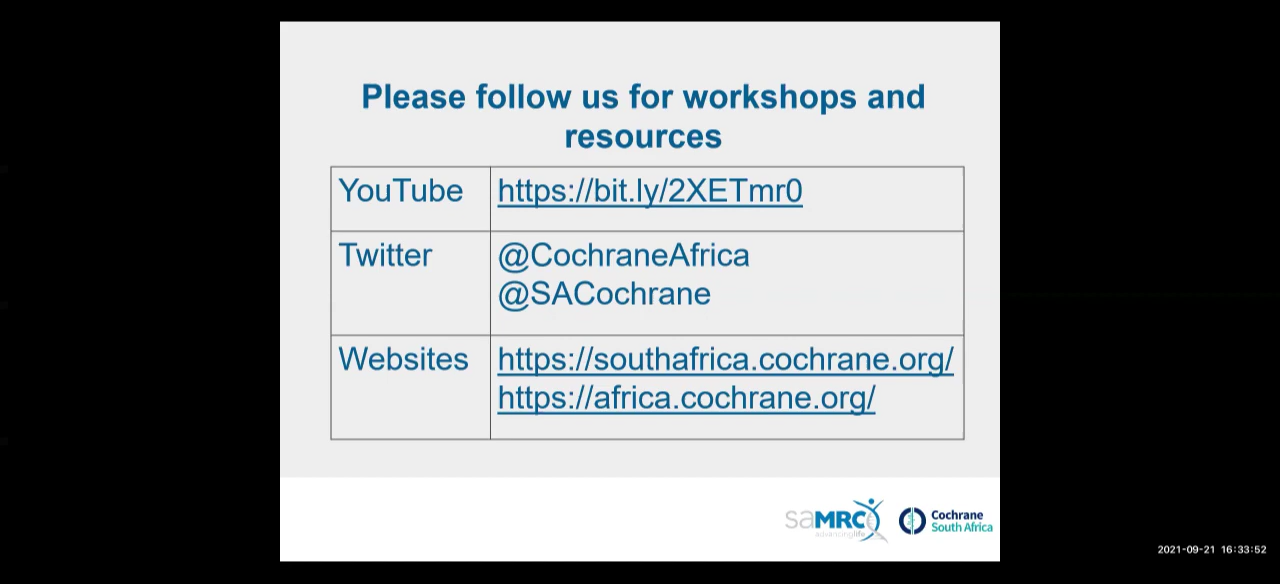 Please follow us for workshops and
resources
YouTube
https://bit.ly/2XETmr0
Twitter
@CochraneAfrica
@SACochrane
Websites
https://southafrica.cochrane.org/
https://africa.cochrane.org/
saMRC
advancinglife
Cochrane
South Africa
2021-09-21 16:33:52